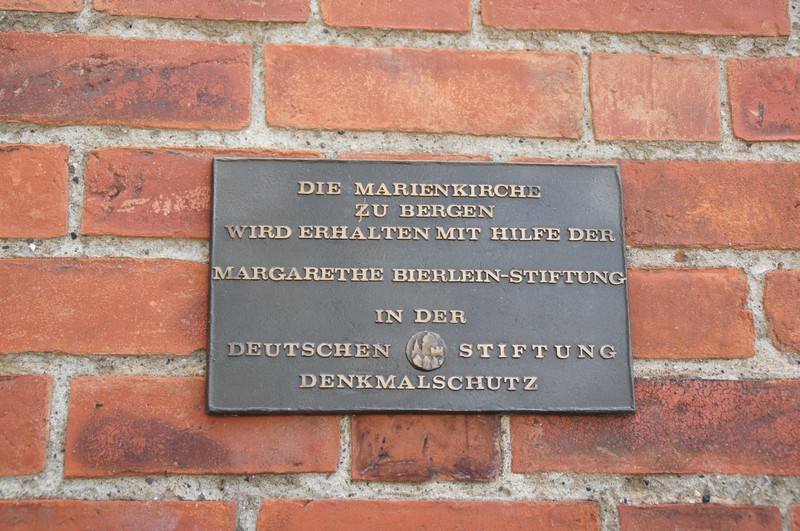 DIE MARIENKIRCHE
ZU BERGEN
WIRD ERHALTEN MIT HILFE DER
MARGARETHE BIERLEIN-STIFTUNG
IN DER
DEUTSCHEN STIFTUNG
DENKMALSCHUTZ